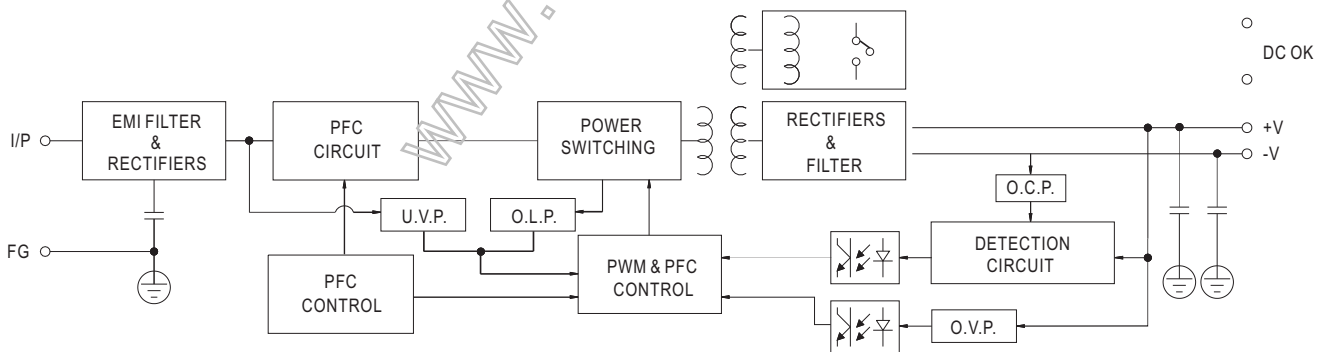 DC OK
I/P
EMI FILTER
&
RECTIFIERS
PFC
CIRCUIT
www.
POWER
SWITCHING
RECTIFIERS
&
FILTER
+V
-V
O.C.P.
U.V.P.
O.L.P.
FG
PFC
CONTROL
PWM & PFC
CONTROL
DETECTION
CIRCUIT
O.V.P.